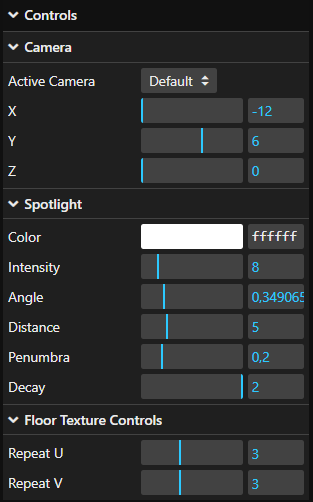 Controls
Camera
Active Camera Default
X -12
Y 6
Z 0
Spotlight
Color ffffff
Intensity 8
Angle 0,349065
Distance 5
Penumbra 0,2
Decay 2
Floor Texture Controls
Repeat U 3
Repeat V 3